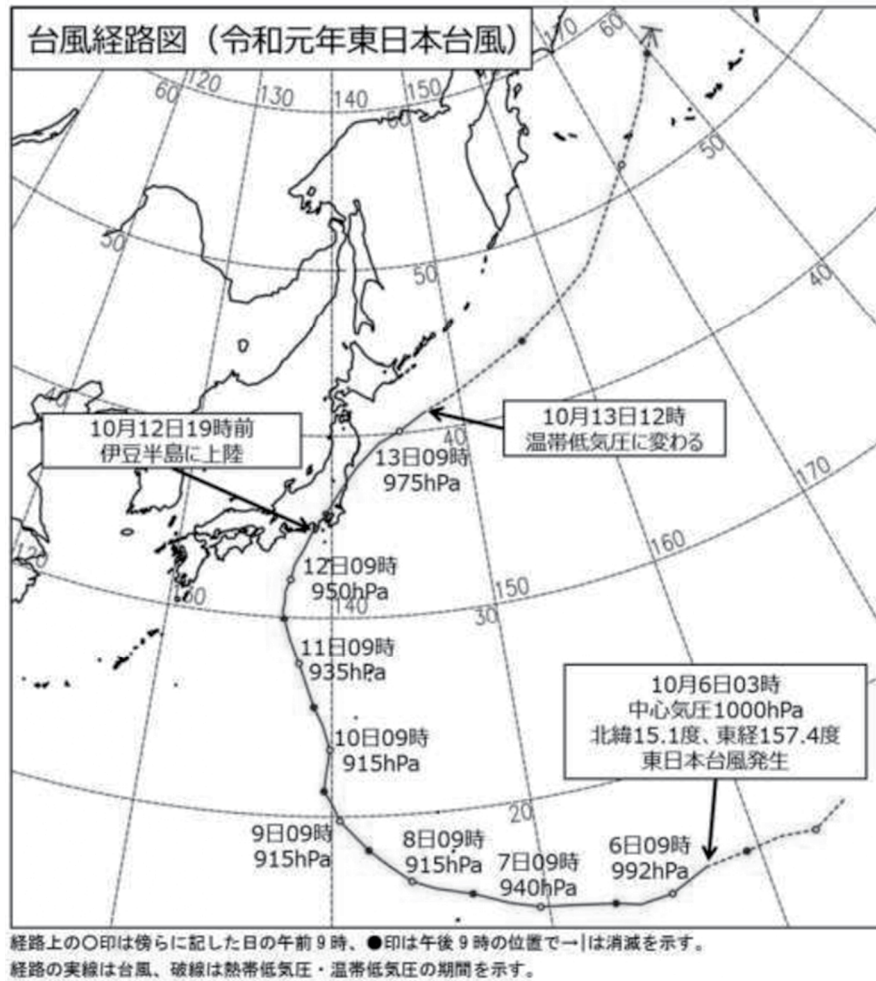 台風経路図（令和元年東日本台風）
120
130
140
150
170
60
60
60
50
50
50
40
40
40
10月12日19時前
伊豆半島に上陸
10月13日12時
温帯低気圧に変わる
13日09時
975hPa
170
160
150
140
120
30
12日09時
950hPa
11日09時
935hPa
10月6日03時
中心気圧1000hPa
北緯15.1度、東経157.4度
東日本台風発生
10日09時
915hPa
20
9日09時
915hPa
8日09時
915hPa
7日09時
940hPa
6日09時
992hPa
経路上の○印は傍らに記した日の午前9時、●印は午後9時の位置で→|は消滅を示す。
経路の実線は台風、破線は熱帯低気圧・温帯低気圧の期間を示す。